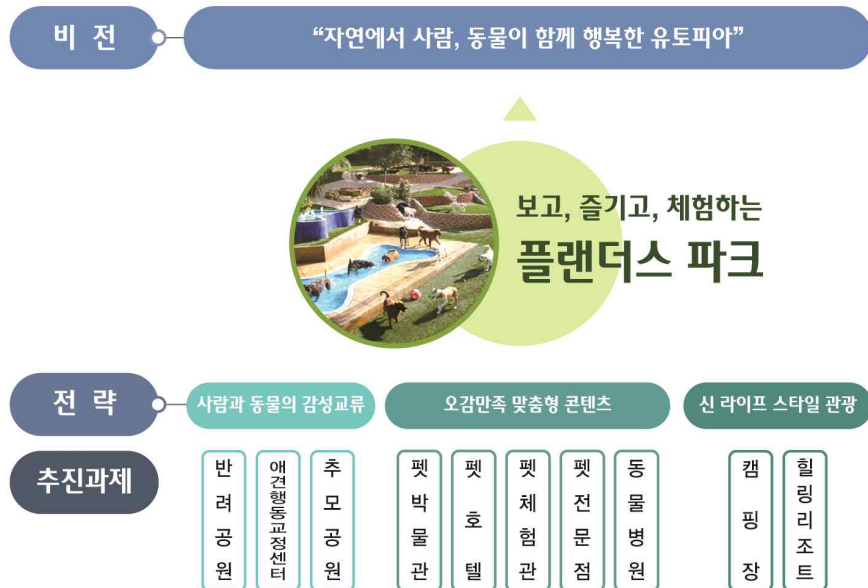 비 전
“자연에서 사람, 동물이 함께 행복한 유토피아”
보고, 즐기고, 체험하는
플랜더스 파크
전 략
사람과 동물의 감성교류
오감만족 맞춤형 콘텐츠
신 라이프 스타일 관광
추진과제
반려공원
애견행동교정센터
추모공원
펫박물관
펫호텔
펫체험관
펫전문점
동물병원
캠핑장
힐링리조트